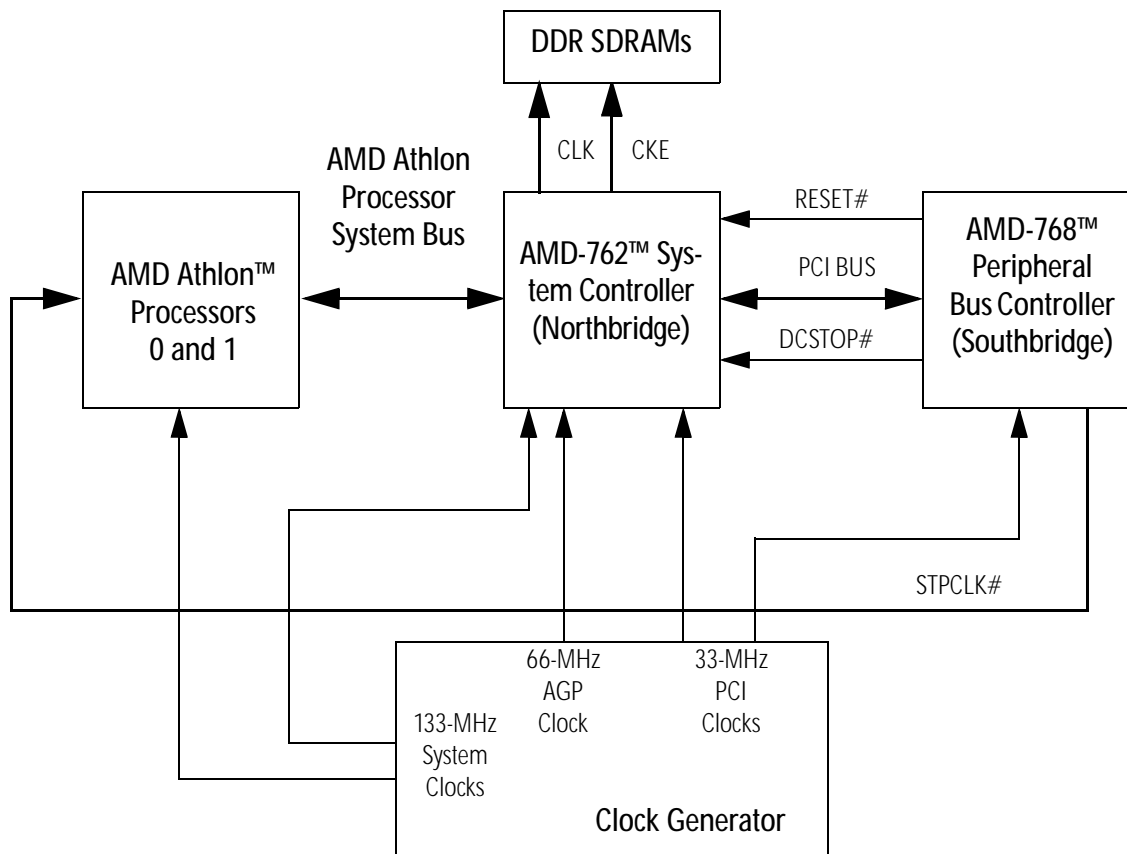 DDR SDRAMs
CLK
CKE
AMD Athlon
Processor
System Bus
AMD Athlon™
Processors
0 and 1
AMD-762™ Sys-
tem Controller
(Northbridge)
RESET#
PCI BUS
DCSTOP#
AMD-768™
Peripheral
Bus Controller
(Southbridge)
STPCLK#
133-MHz
System
Clocks
66-MHz
AGP
Clock
33-MHz
PCI
Clocks
Clock Generator